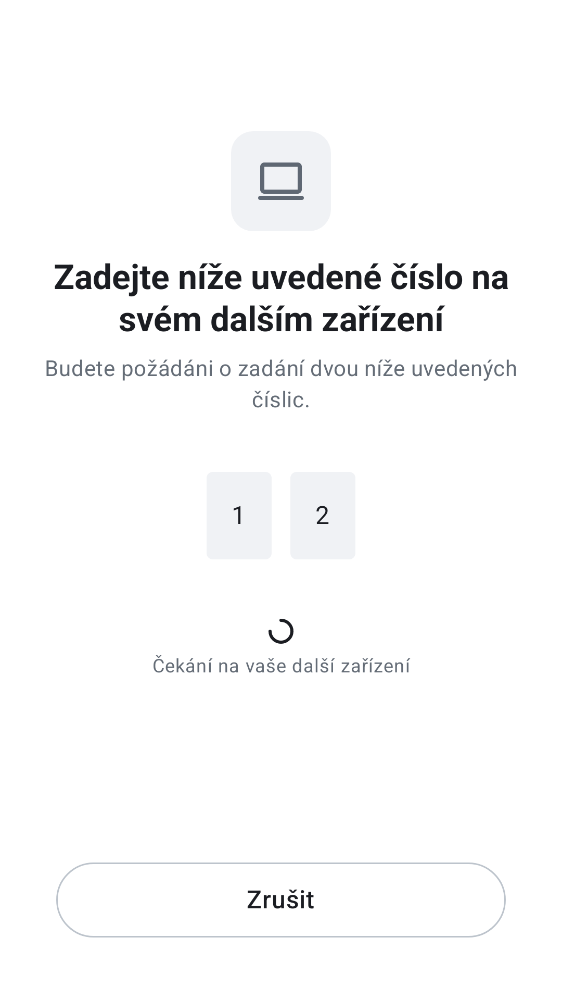 Zadejte níže uvedené číslo na
svém dalším zařízení
Budete požádáni o zadání dvou níže uvedených
číslic.
1 2
Čekání na vaše další zařízení
Zrušit